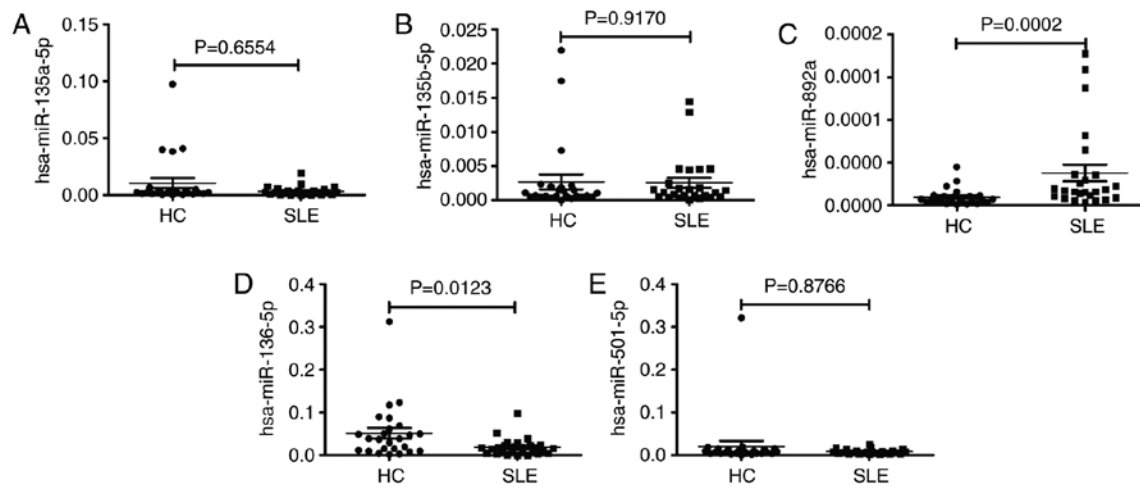 A
hsa-miR-135a-5p
0.15
0.10
0.05
0.00
P=0.6554
HC
SLE
B
hsa-miR-135b-5p
0.025
0.020
0.015
0.010
0.005
0.000
P=0.9170
HC
SLE
C
hsa-miR-892a
0.0002
0.0001
0.0001
0.0000
0.0000
P=0.0002
HC
SLE
D
hsa-miR-136-5p
0.4
0.3
0.2
0.1
0.0
P=0.0123
HC
SLE
E
hsa-miR-501-5p
0.4
0.3
0.2
0.1
0.0
P=0.8766
HC
SLE